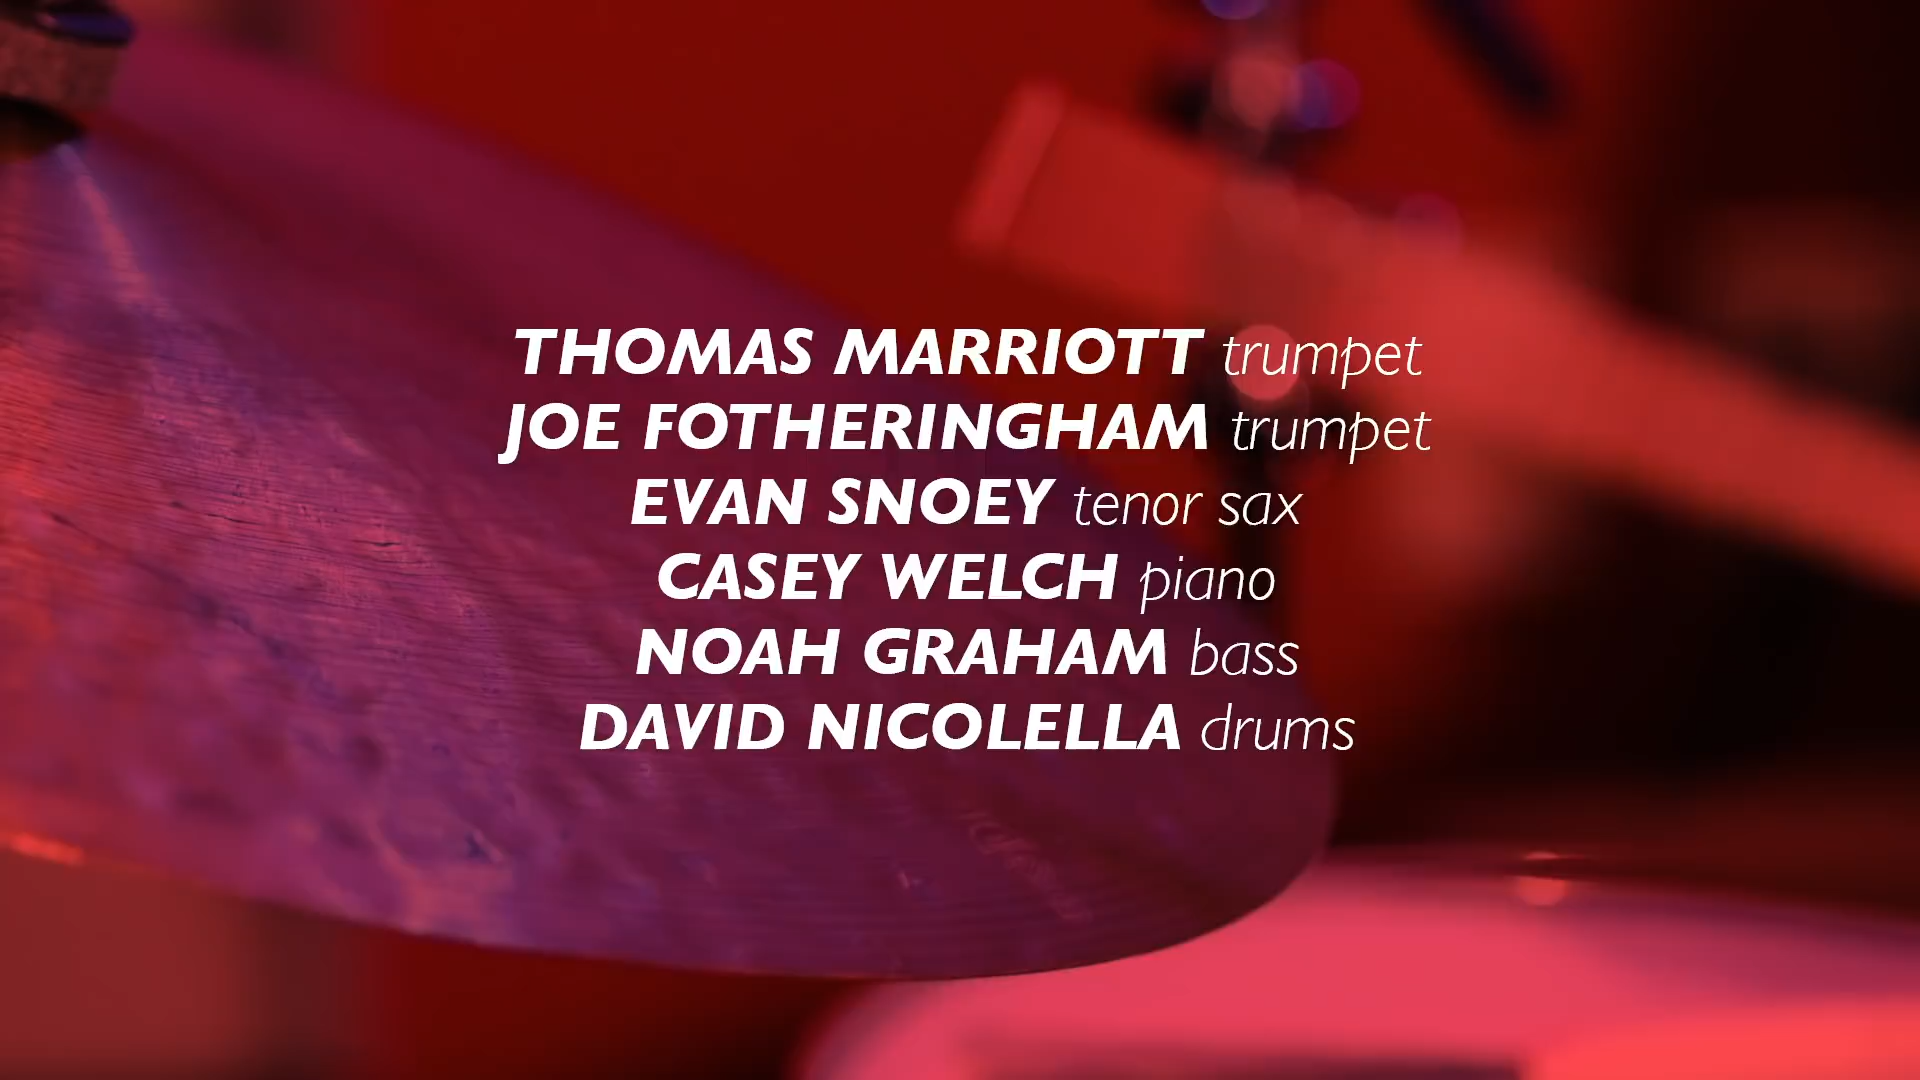 THOMAS MARRIOTT trumpet
JOE FOTHERINGHAM trumpet
EVAN SNOEY tenor sax
CASEY WELCH piano
NOAH GRAHAM bass
DAVID NICOLELLA drums